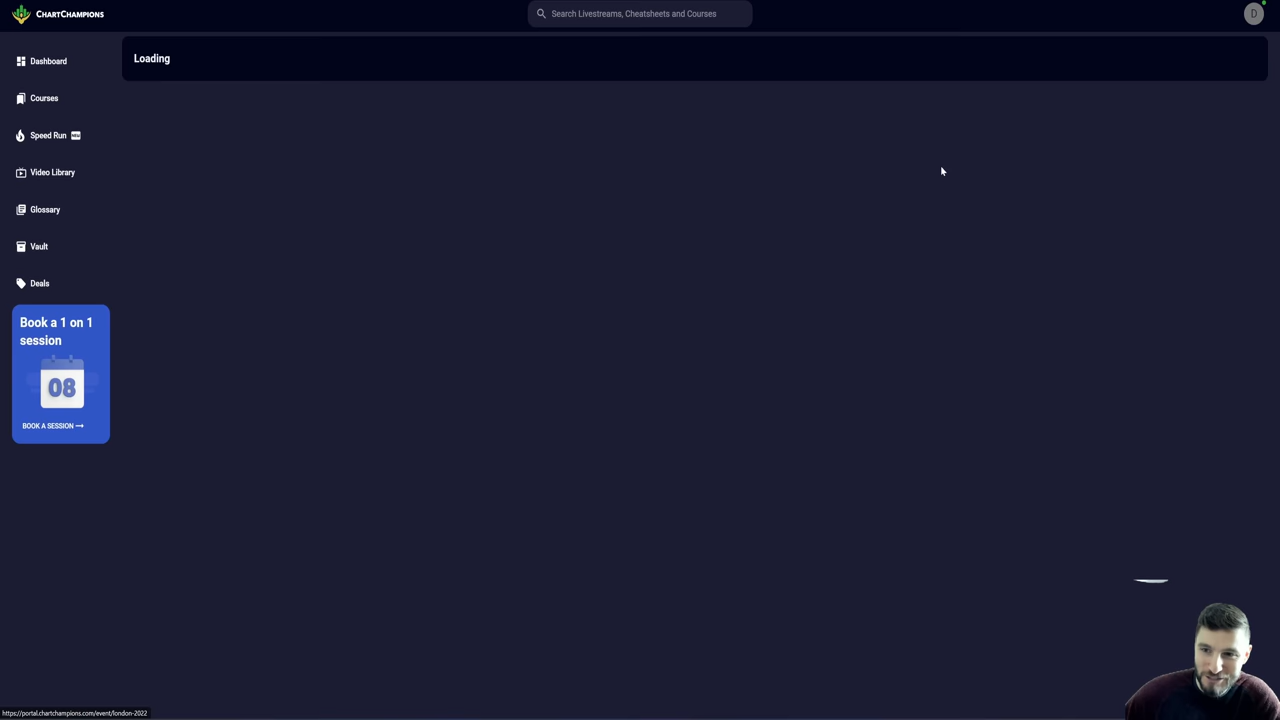 CHARTCHAMPIONS
Search Livestreams, Cheatsheets and Courses
D
Loading
Dashboard
Courses
Speed Run NEW
Video Library
Glossary
Vault
Deals
Book a 1 on 1
session
08
BOOK A SESSION
https://portal.chartchampions.com/event/london-2022